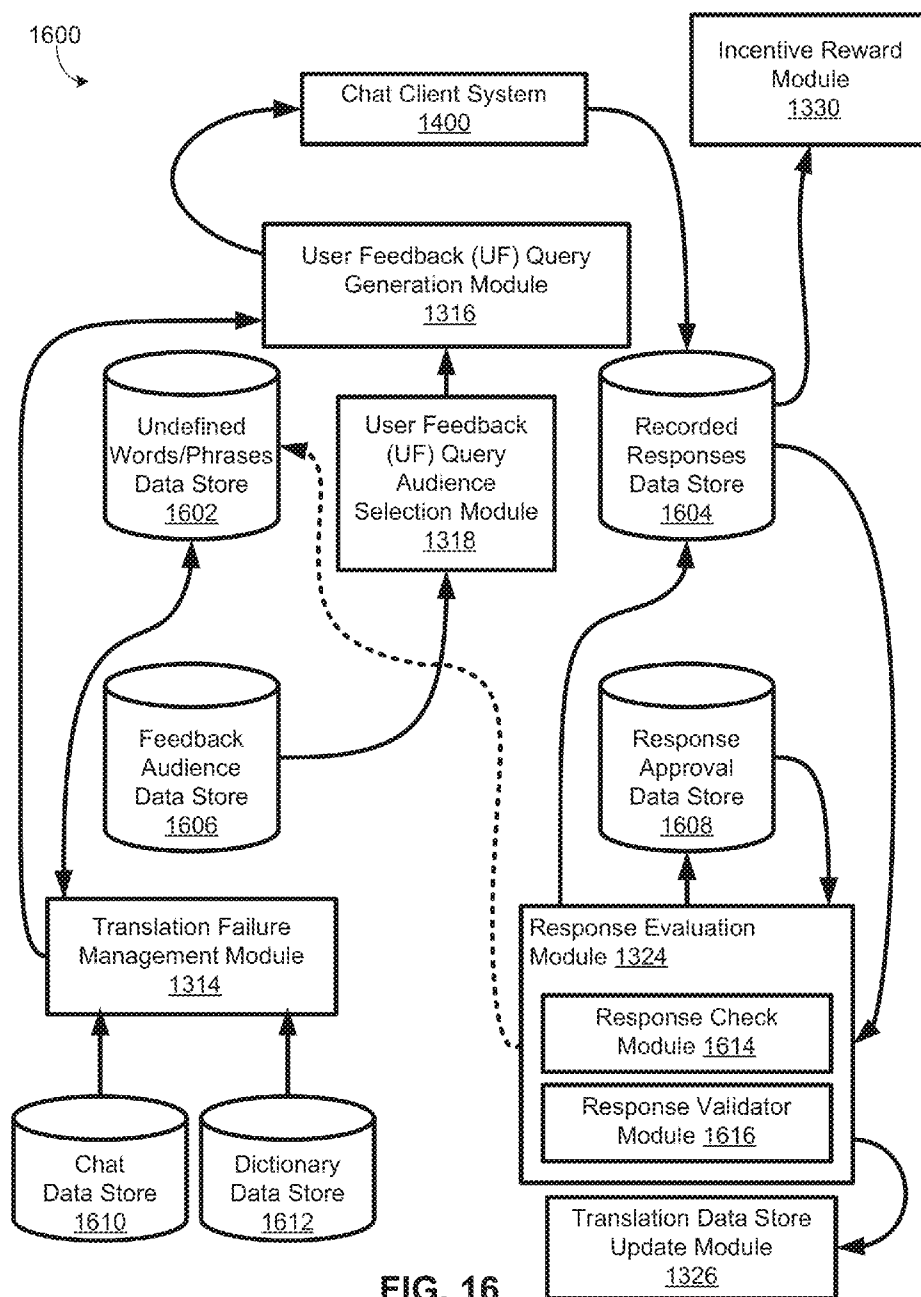 1600
Incentive Reward
Module
1330
Chat Client System
1400
User Feedback (UF) Query
Generation Module
1316
Undefined
Words/Phrases
Data Store
1602
User Feedback
(UF) Query
Audience
Selection Module
1318
Recorded
Responses
Data Store
1604
Feedback
Audience
Data Store
1606
Response
Approval
Data Store
1608
Translation Failure
Management Module
1314
Response Evaluation
Module 1324
Response Check
Module 1614
Response Validator
Module 1616
Chat
Data Store
1610
Dictionary
Data Store
1612
Translation Data Store
Update Module
1326
FIG. 16